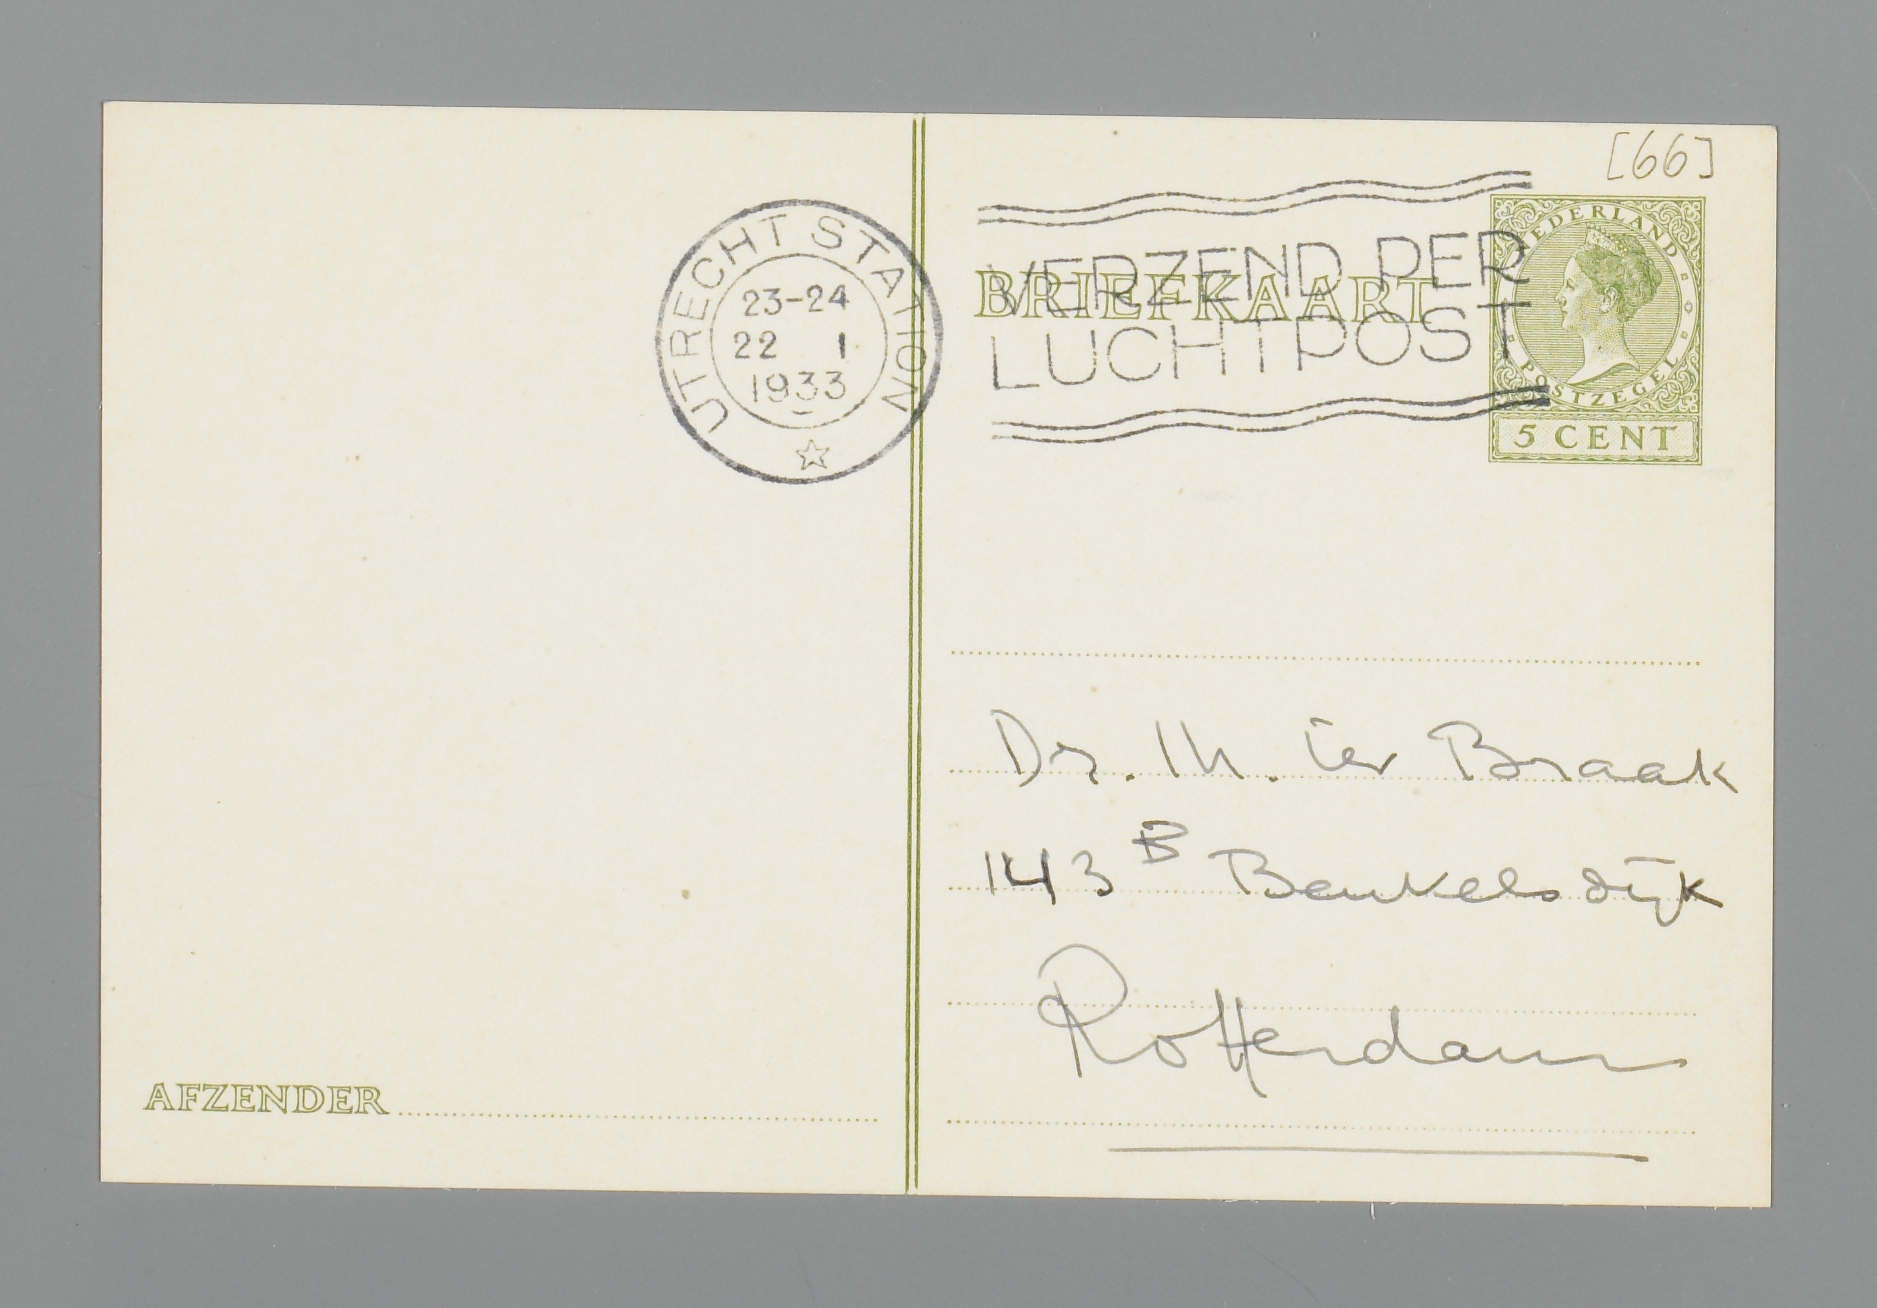 [66]
UTRECHT STATION
23-24
22 1
1933
VERZEND PER
LUCHTPOST
BRIEFKAART
NEDERLAND
POSTZEGEL
5 CENT
Dr. M. ter Braak
143 B Beukelsdijk
Rotterdam
AFZENDER